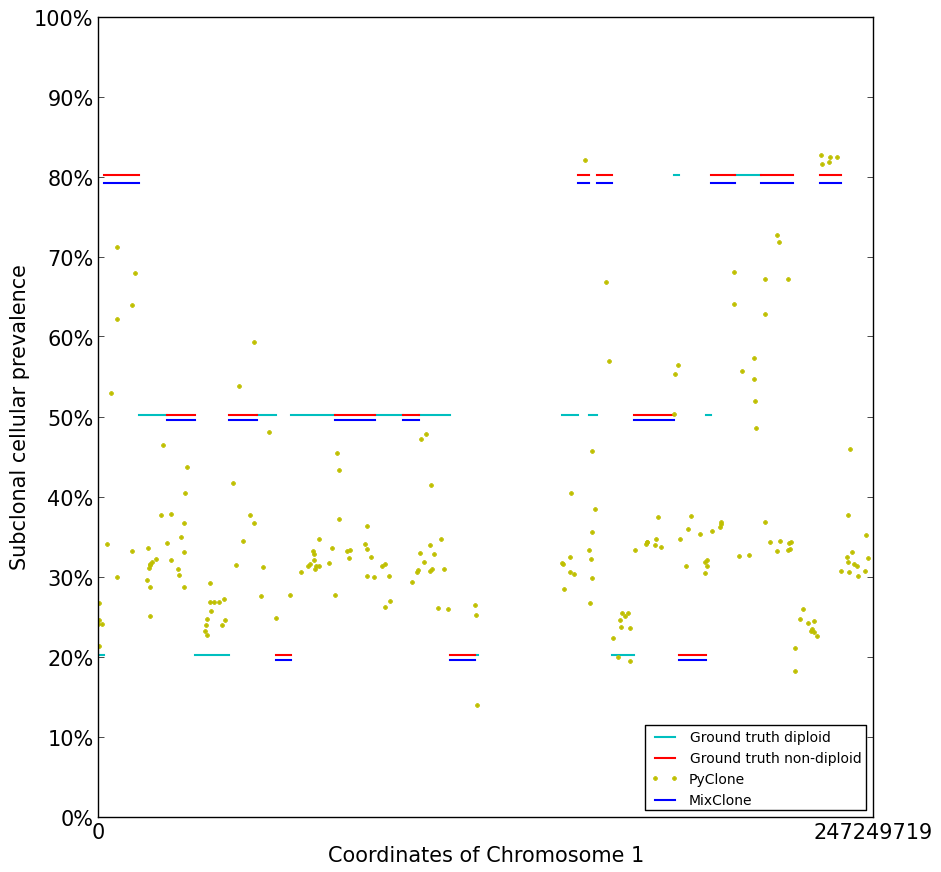 100%
90%
80%
70%
60%
50%
40%
30%
20%
10%
0%
Subclonal cellular prevalence
Ground truth diploid
Ground truth non-diploid
PyClone
MixClone
0
247249719
Coordinates of Chromosome 1